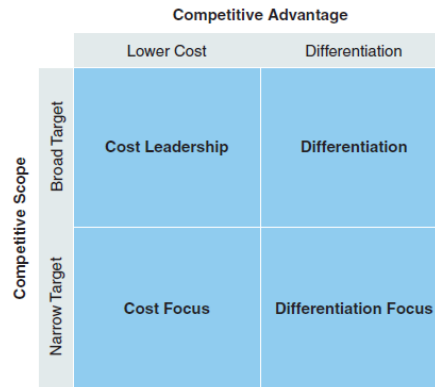 Competitive Advantage
Lower Cost
Differentiation
Competitive Scope
Broad Target
Cost Leadership
Differentiation
Narrow Target
Cost Focus
Differentiation Focus